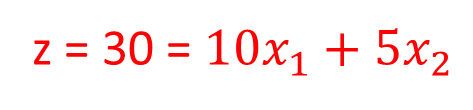 z = 30 = 10x₁ + 5x₂